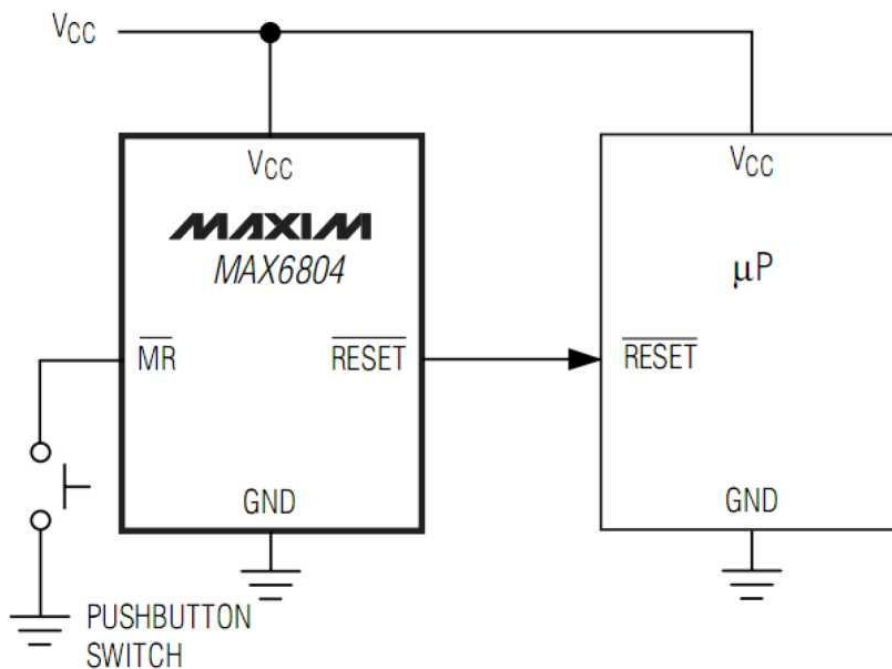 VCC
VCC
MAXIM
MAX6804
MR
RESET
GND
PUSHBUTTON
SWITCH
VCC
μP
RESET
GND